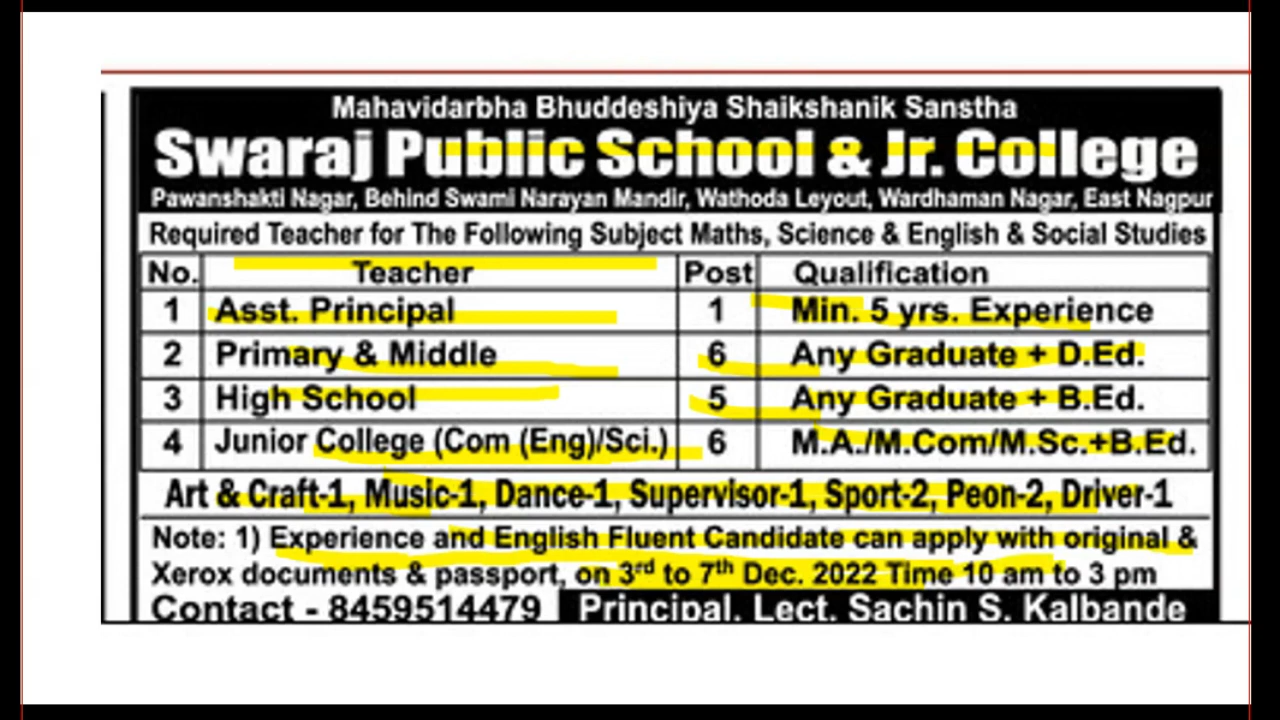 Mahavidarbha Bhuddeshiya Shaikshanik Sanstha
Swaraj Public School & Jr. College
Pawanshakti Nagar, Behind Swami Narayan Mandir, Wathoda Leyout, Wardhaman Nagar, East Nagpur
Required Teacher for The Following Subject Maths, Science & English & Social Studies
No. Teacher Post Qualification
1 Asst. Principal 1 Min. 5 yrs. Experience
2 Primary & Middle 6 Any Graduate + D.Ed.
3 High School 5 Any Graduate + B.Ed.
4 Junior College (Com (Eng)/Sci.) 6 M.A./M.Com/M.Sc.+B.Ed.
Art & Craft-1, Music-1, Dance-1, Supervisor-1, Sport-2, Peon-2, Driver-1
Note: 1) Experience and English Fluent Candidate can apply with original &
Xerox documents & passport, on 3rd to 7th Dec. 2022 Time 10 am to 3 pm
Contact - 8459514479 Principal. Lect. Sachin S. Kalbande